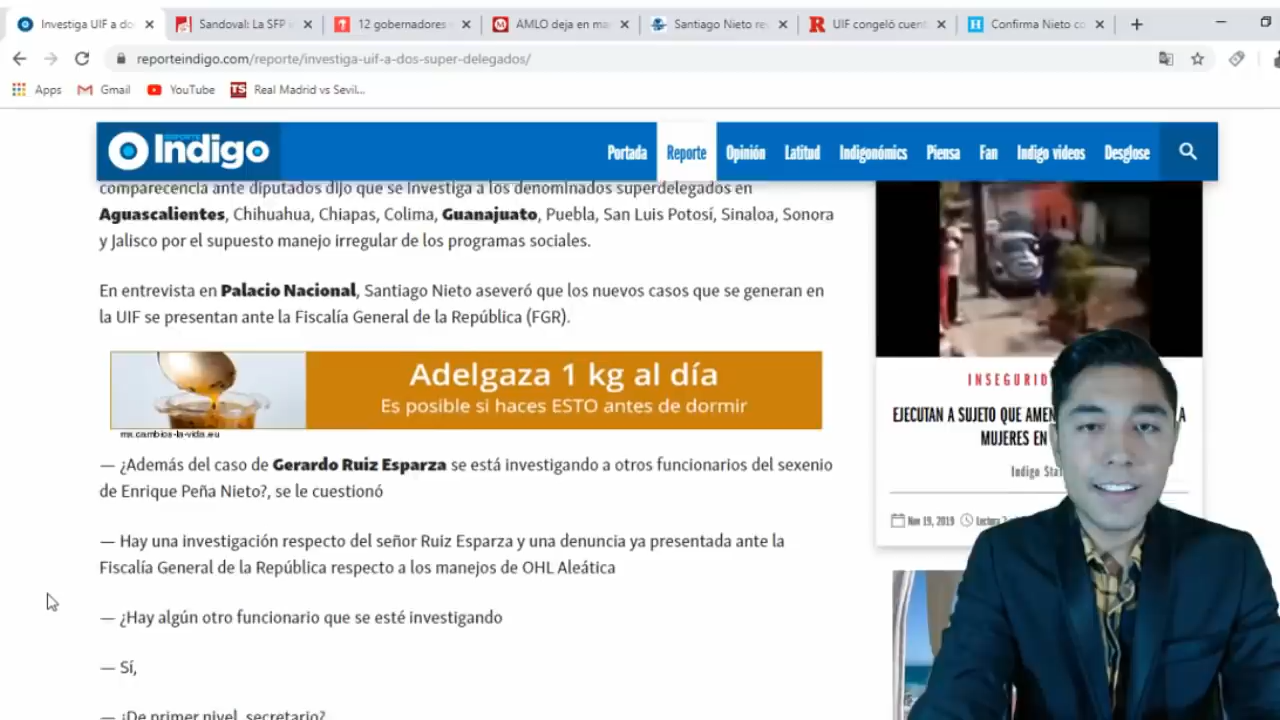 Investiga UIF a do
Sandoval: La SFP
12 gobernadores
AMLO deja en ma
Santiago Nieto re
UIF congeló cuen
Confirma Nieto co
reporteindigo.com/reporte/investiga-uif-a-dos-super-delegados/
Apps
Gmail
YouTube
TS
Real Madrid vs Sevil...
REPORTE
Indigo
Portada
Reporte
Opinión
Latitud
Indigonómics
Piensa
Fan
Indigo videos
Desglose
comparecencia ante diputados dijo que se investiga a los denominados superdelegados en
Aguascalientes, Chihuahua, Chiapas, Colima, Guanajuato, Puebla, San Luis Potosí, Sinaloa, Sonora
y Jalisco por el supuesto manejo irregular de los programas sociales.
En entrevista en Palacio Nacional, Santiago Nieto aseveró que los nuevos casos que se generan en
la UIF se presentan ante la Fiscalía General de la República (FGR).
Adelgaza 1 kg al día
Es posible si haces ESTO antes de dormir
mx.cambios-la-vida.eu
— ¿Además del caso de Gerardo Ruiz Esparza se está investigando a otros funcionarios del sexenio
de Enrique Peña Nieto?, se le cuestionó
— Hay una investigación respecto del señor Ruiz Esparza y una denuncia ya presentada ante la
Fiscalía General de la República respecto a los manejos de OHL Aleática
— ¿Hay algún otro funcionario que se esté investigando
— Sí,
— ¿De primer nivel, secretario?
INSEGURID
EJECUTAN A SUJETO QUE AMEN A
MUJERES EN
Indigo Sta
Nov 19, 2019
Lectura